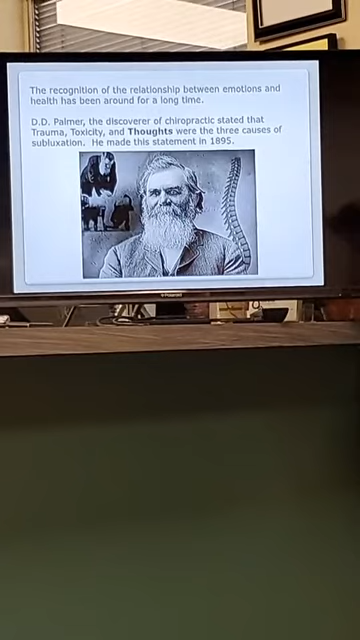 The recognition of the relationship between emotions and
health has been around for a long time.
D.D. Palmer, the discoverer of chiropractic stated that
Trauma, Toxicity, and Thoughts were the three causes of
subluxation. He made this statement in 1895.
Polaroid